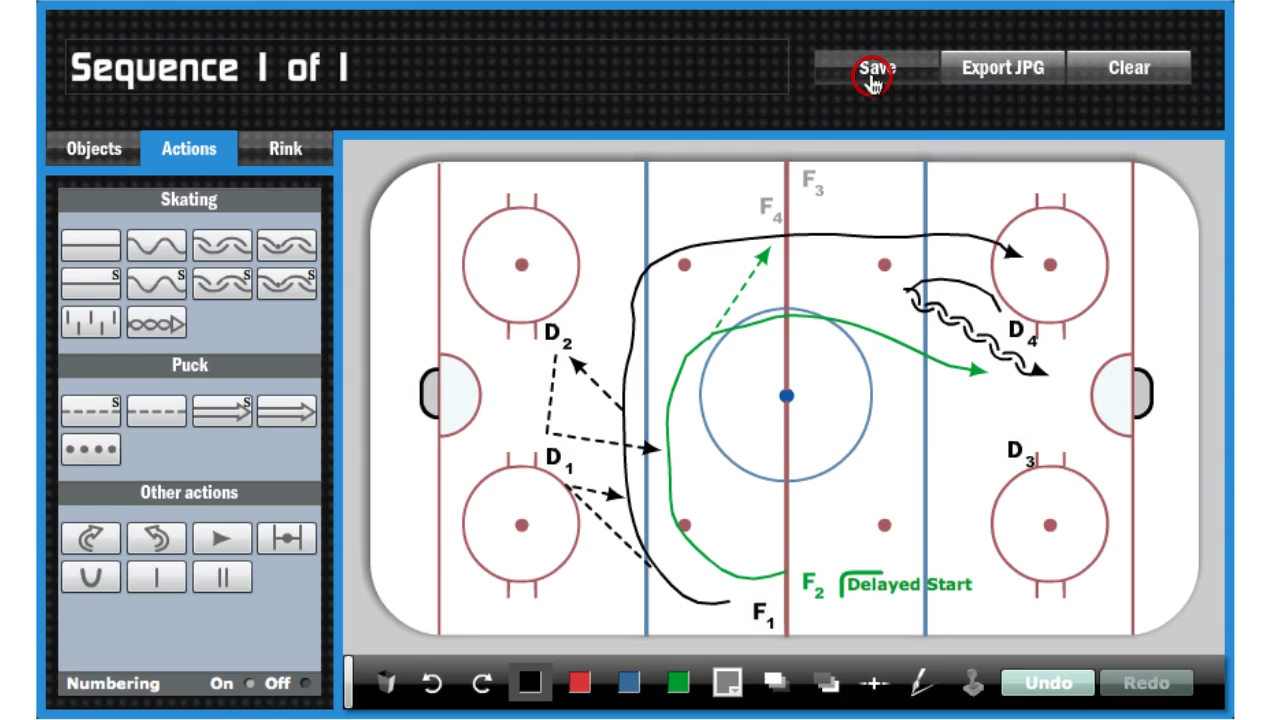 Sequence 1 of 1
Save
Export JPG
Clear
Objects
Actions
Rink
Skating
S
S
S
S
Puck
S
S
Other actions
Numbering
On
Off
F3
F4
D2
D4
D1
D3
F2
Delayed Start
F1
Undo
Redo